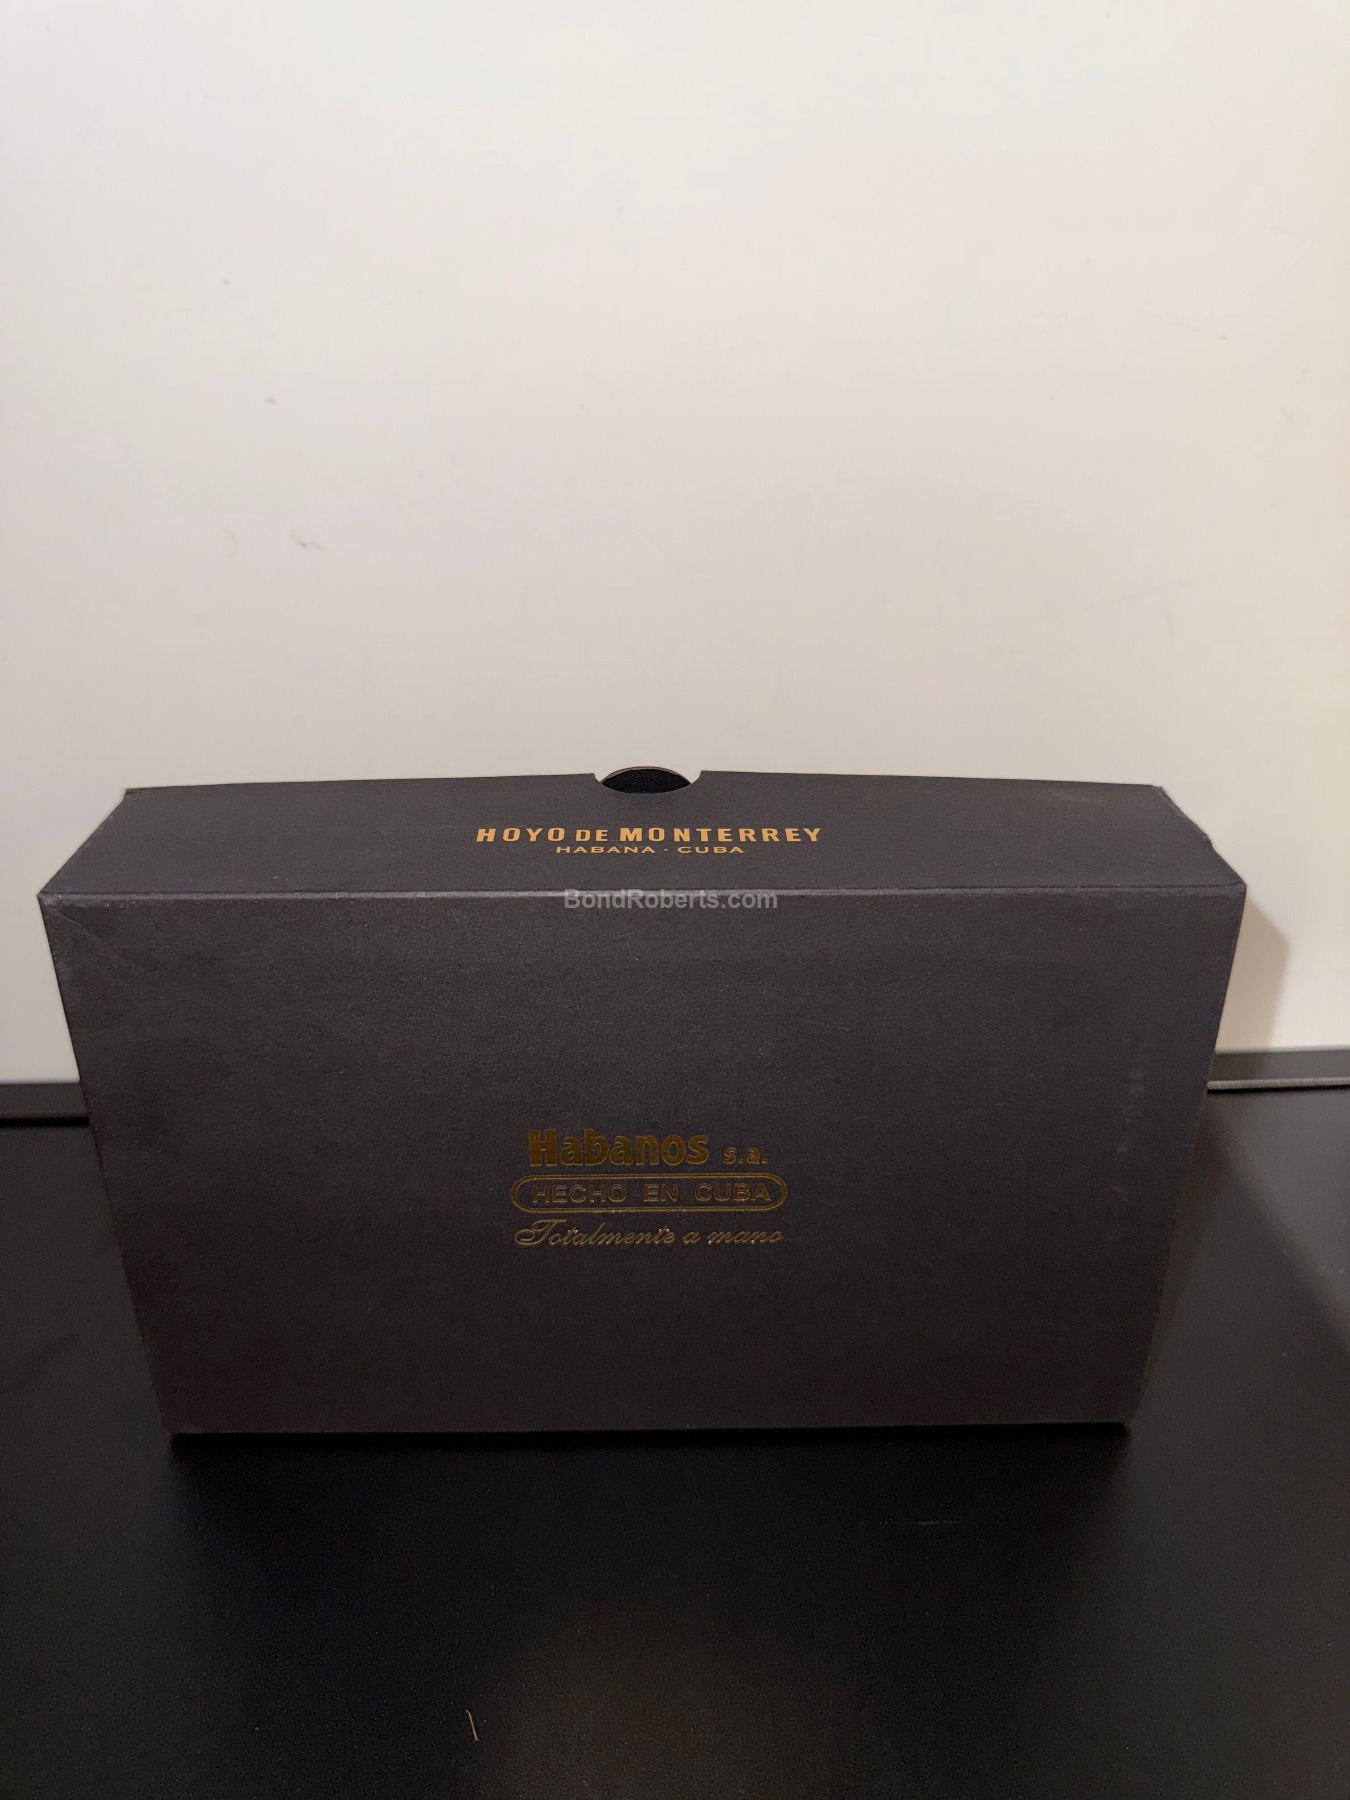 HOYO DE MONTERREY
HABANA · CUBA
BondRoberts.com
Habanos s.a.
HECHO EN CUBA
Totalmente a mano